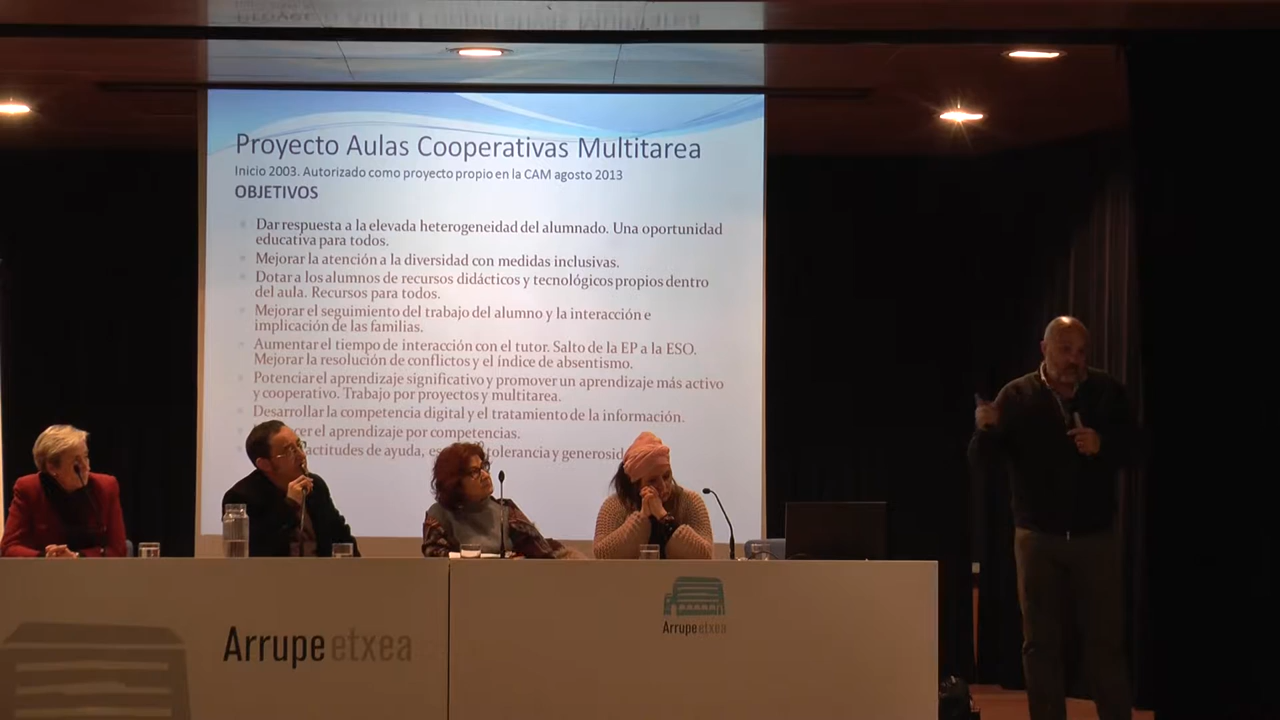 Proyecto Aulas Cooperativas Multitarea
Inicio 2003. Autorizado como proyecto propio en la CAM agosto 2013
OBJETIVOS
Dar respuesta a la elevada heterogeneidad del alumnado. Una oportunidad
educativa para todos.
Mejorar la atención a la diversidad con medidas inclusivas.
Dotar a los alumnos de recursos didácticos y tecnológicos propios dentro
del aula. Recursos para todos.
Mejorar el seguimiento del trabajo del alumno y la interacción e
implicación de las familias.
Aumentar el tiempo de interacción con el tutor. Salto de la EP a la ESO.
Mejorar la resolución de conflictos y el índice de absentismo.
Potenciar el aprendizaje significativo y promover un aprendizaje más activo
y cooperativo. Trabajo por proyectos y multitarea.
Desarrollar la competencia digital y el tratamiento de la información.
el aprendizaje por competencias.
actitudes de ayuda, tolerancia y
Arrupe etxea
Arrupe etxea